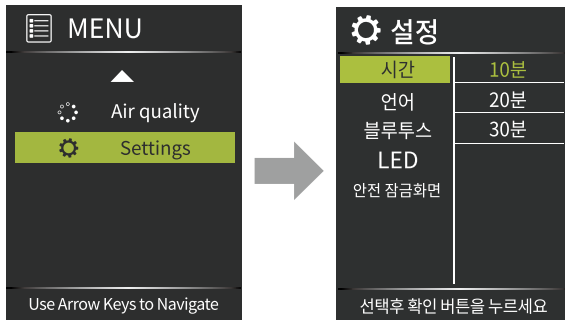 MENU
Air quality
Settings
Use Arrow Keys to Navigate
설정
시간
10분
언어
20분
블루투스
30분
LED
안전 잠금화면
선택후 확인 버튼을 누르세요